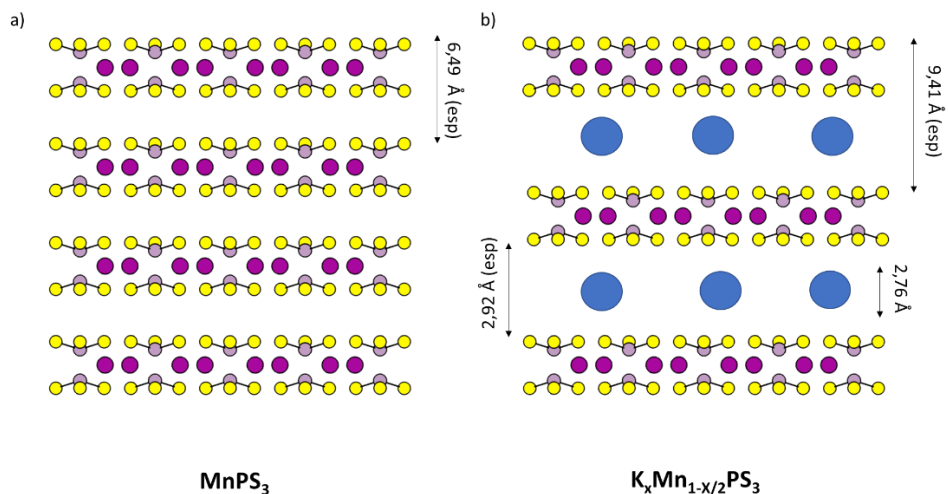 a)
6,49 Å (esp)
MnPS₃
b)
9,41 Å (esp)
2,92 Å (esp)
2,76 Å
KₓMn₁₋X/₂PS₃